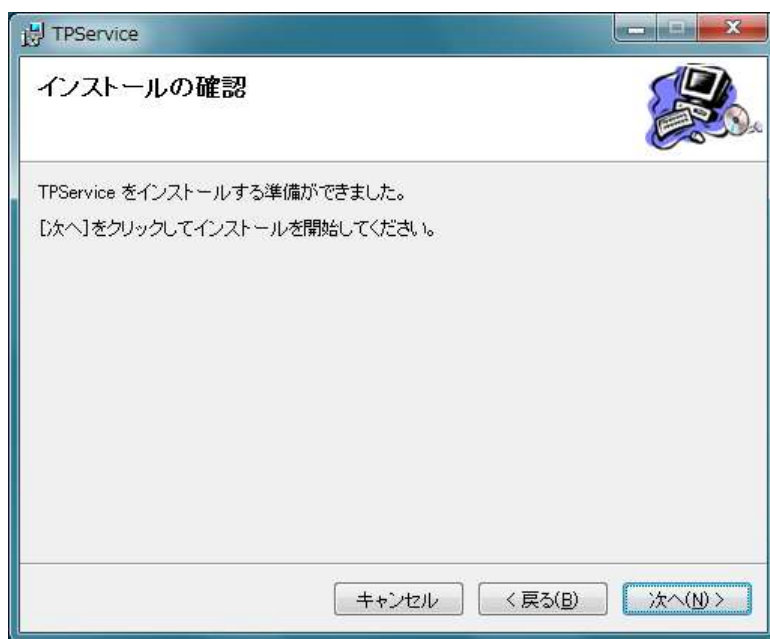 TPService
インストールの確認
TPService をインストールする準備ができました。
[次へ]をクリックしてインストールを開始してください。
キャンセル
< 戻る(B)
次へ(N) >